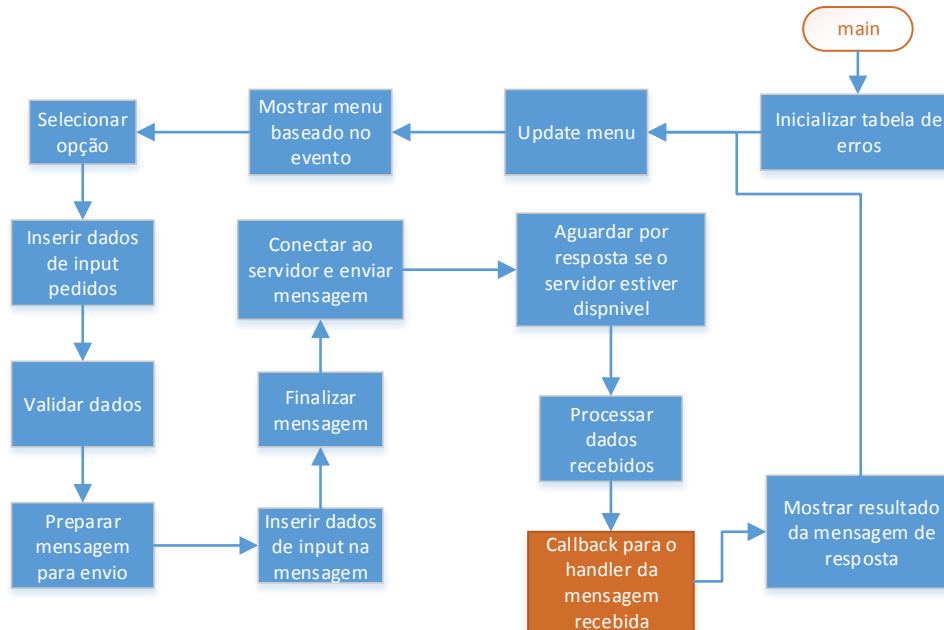 main
Inicializar tabela de
erros
Update menu
Mostrar menu
baseado no
evento
Selecionar
opção
Inserir dados
de input
pedidos
Validar dados
Preparar
mensagem
para envio
Inserir dados
de input na
mensagem
Finalizar
mensagem
Conectar ao
servidor e enviar
mensagem
Aguardar por
resposta se o
servidor estiver
dispnivel
Processar
dados
recebidos
Callback para o
handler da
mensagem
recebida
Mostrar resultado
da mensagem de
resposta